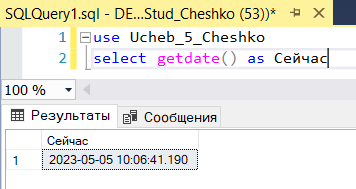 SQLQuery1.sql - DE...Stud_Cheshko (53))*
1 use Ucheb_5_Cheshko
2 select getdate() as Сейчас
100 %
Результаты Сообщения
Сейчас
1 2023-05-05 10:06:41.190